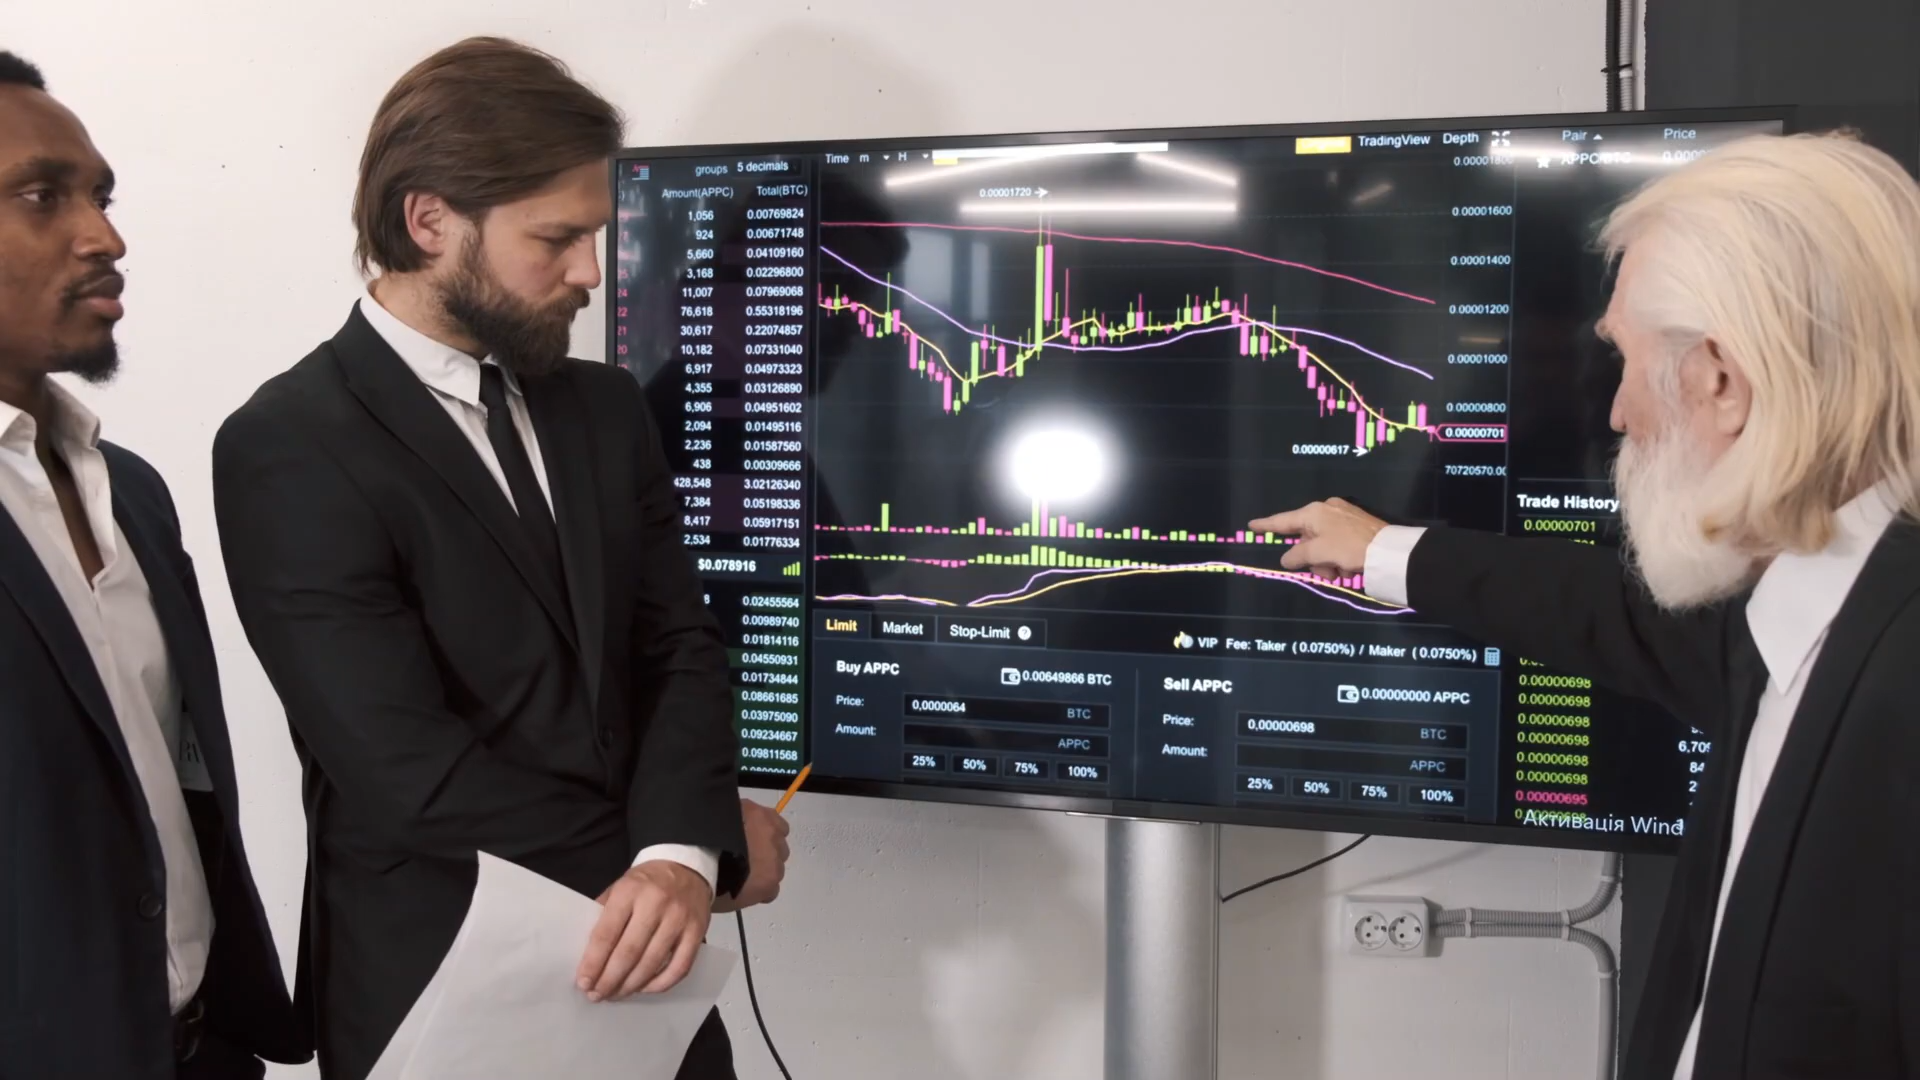 groups 5 decimals
Amount(APPC) Total(BTC)
1,056 0.00769824
924 0.00671748
5,660 0.04109160
3,168 0.02296800
11,007 0.07969068
76,618 0.55318196
30,617 0.22074857
10,182 0.07331040
6,917 0.04973323
4,355 0.03126890
6,906 0.04951602
2,094 0.01495116
2,236 0.01587560
438 0.00309666
428,548 3.02126340
7,384 0.05198336
8,417 0.05917151
2,534 0.01776334
$0.078916
8 0.02455564
0.00989740
0.01814116
0.04550931
0.01734844
0.08661685
0.03975090
0.09234667
0.09811568
Time m H
TradingView Depth
0.00001720
0.00001800
0.00001600
0.00001400
0.00001200
0.00001000
0.00000800
0.00000701
0.00000617
70720570.00
Limit Market Stop-Limit
VIP Fee: Taker (0.0750%) / Maker (0.0750%)
Buy APPC 0.00649866 BTC
Price: 0,0000064 BTC
Amount: APPC
25% 50% 75% 100%
Sell APPC 0.00000000 APPC
Price: 0,00000698 BTC
Amount: APPC
25% 50% 75% 100%
Pair Price
APPC/BTC
Trade History
0.00000701
0.00000698
0.00000698
0.00000698
0.00000698
0.00000698
0.00000698
0.00000695
Активація Wind